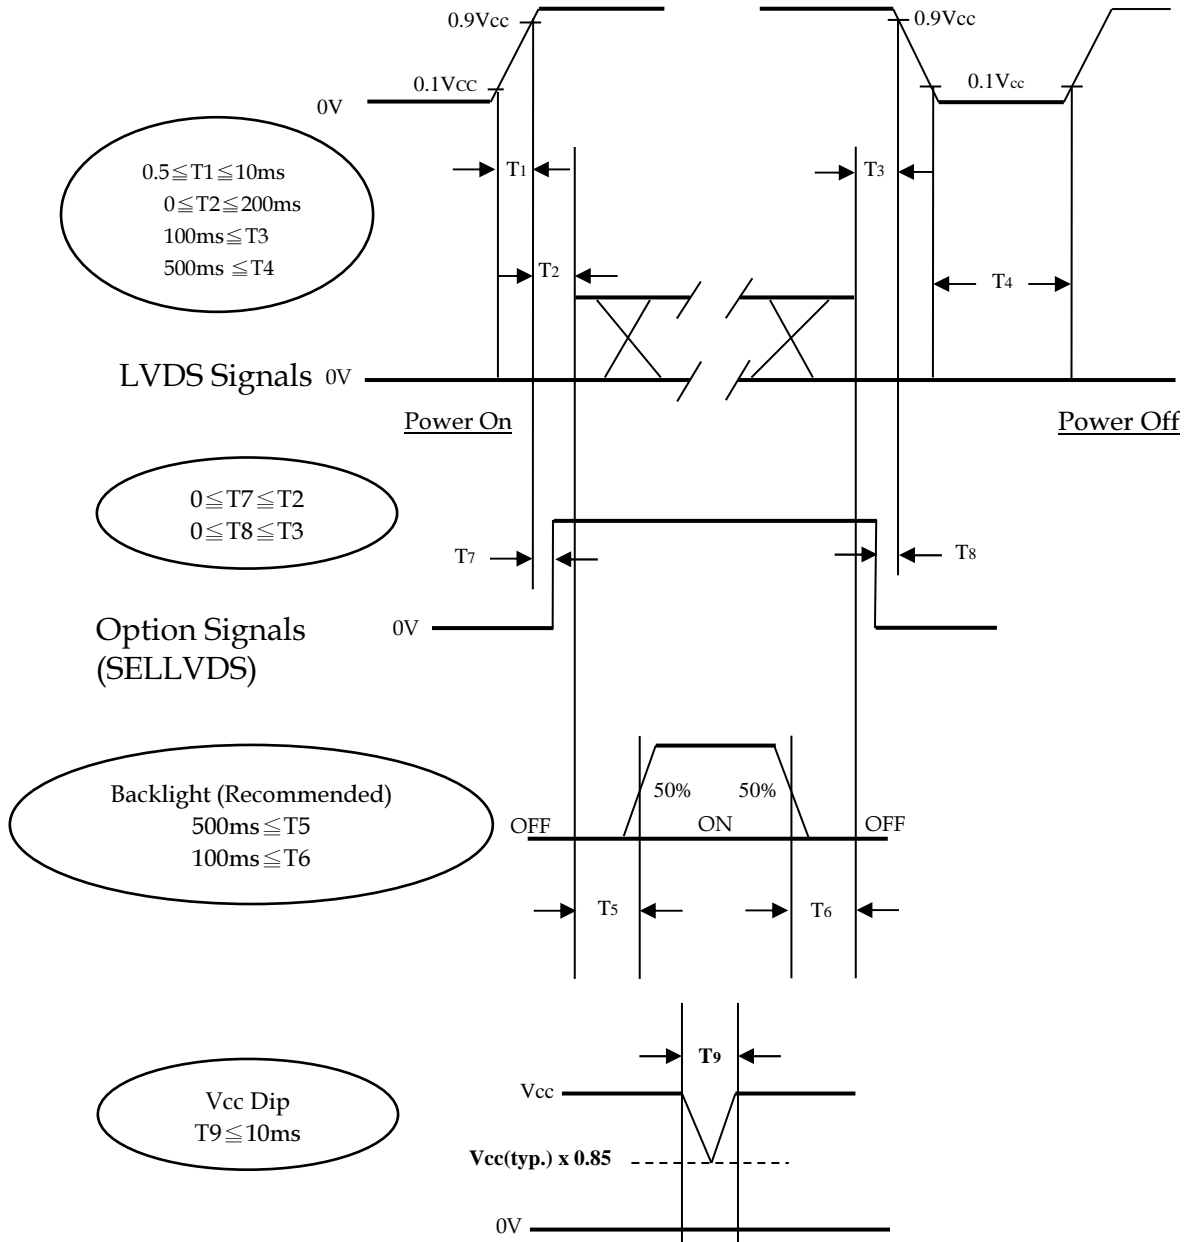 0.9Vcc
0.9Vcc
0.1VCC
0.1Vcc
0V
0.5≦T1≦10ms
0≦T2≦200ms
100ms≦T3
500ms ≦T4
T1
T3
T2
T4
LVDS Signals 0V
Power On
Power Off
0≦T7≦T2
0≦T8≦T3
T7
T8
Option Signals
(SELLVDS)
0V
Backlight (Recommended)
500ms≦T5
100ms≦T6
50%
50%
OFF
ON
OFF
T5
T6
T9
Vcc Dip
T9≦10ms
Vcc
Vcc(typ.) x 0.85
0V